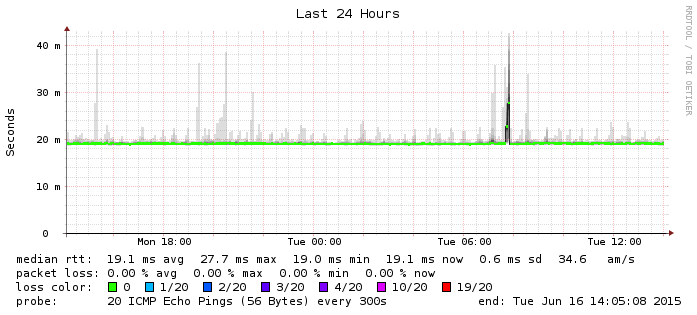 Last 24 Hours
RRDTOOL / TOBI OETIKER
Seconds
40 m
30 m
20 m
10 m
0
Mon 18:00 Tue 00:00 Tue 06:00 Tue 12:00
median rtt: 19.1 ms avg 27.7 ms max 19.0 ms min 19.1 ms now 0.6 ms sd 34.6 am/s
packet loss: 0.00 % avg 0.00 % max 0.00 % min 0.00 % now
loss color: 0 1/20 2/20 3/20 4/20 10/20 19/20
probe: 20 ICMP Echo Pings (56 Bytes) every 300s end: Tue Jun 16 14:05:08 2015